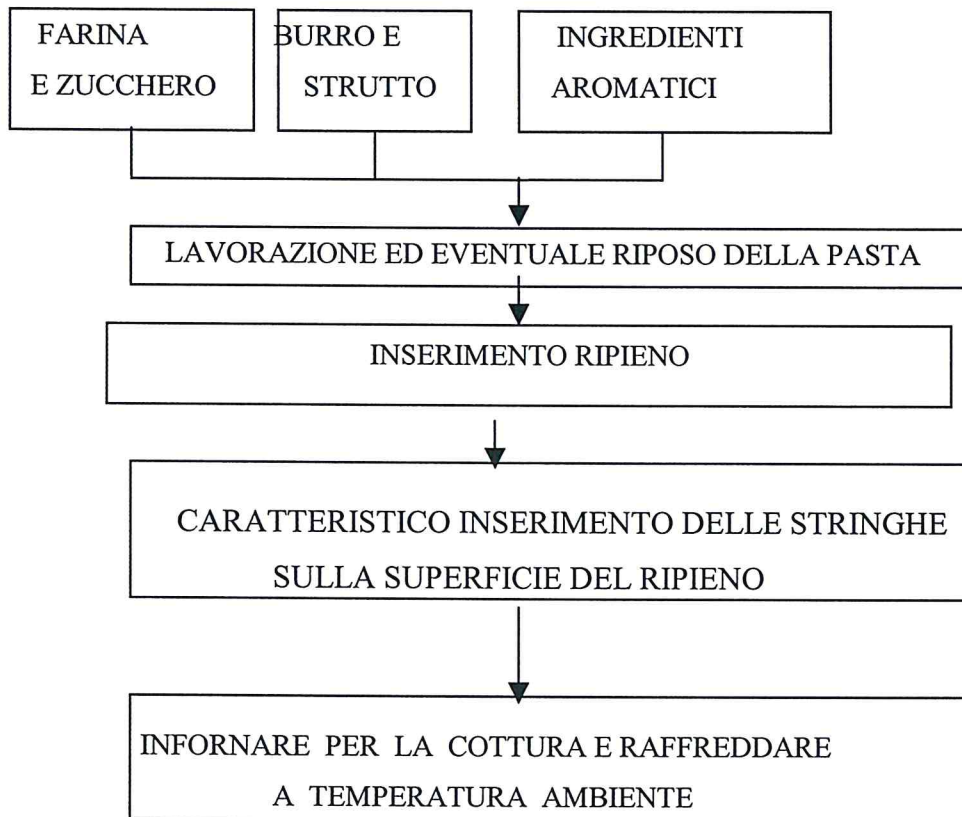 FARINA
E ZUCCHERO
BURRO E
STRUTTO
INGREDIENTI
AROMATICI
LAVORAZIONE ED EVENTUALE RIPOSO DELLA PASTA
INSERIMENTO RIPIENO
CARATTERISTICO INSERIMENTO DELLE STRINGHE
SULLA SUPERFICIE DEL RIPIENO
INFORNARE PER LA COTTURA E RAFFREDDARE
A TEMPERATURA AMBIENTE